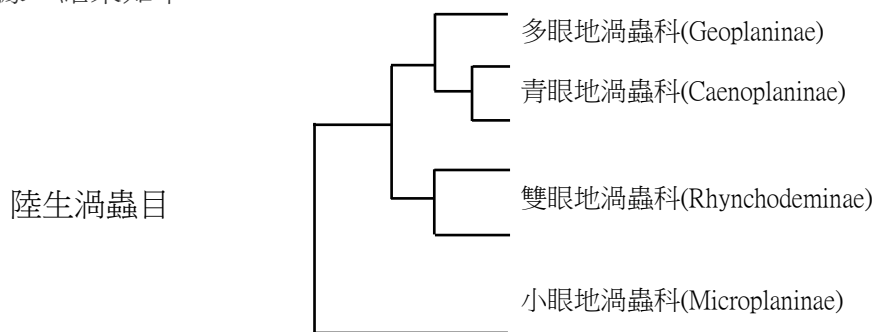 多眼地渦蟲科(Geoplaninae)
青眼地渦蟲科(Caenoplaninae)
陸生渦蟲目
雙眼地渦蟲科(Rhynchodeminae)
小眼地渦蟲科(Microplaninae)